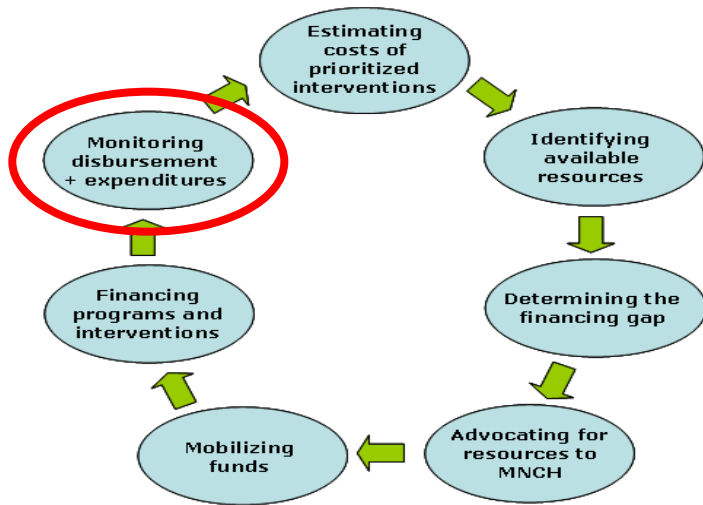 Estimating
costs of
prioritized
interventions
Identifying
available
resources
Determining the
financing gap
Advocating for
resources to
MNCH
Mobilizing
funds
Financing
programs and
interventions
Monitoring
disbursement
+ expenditures